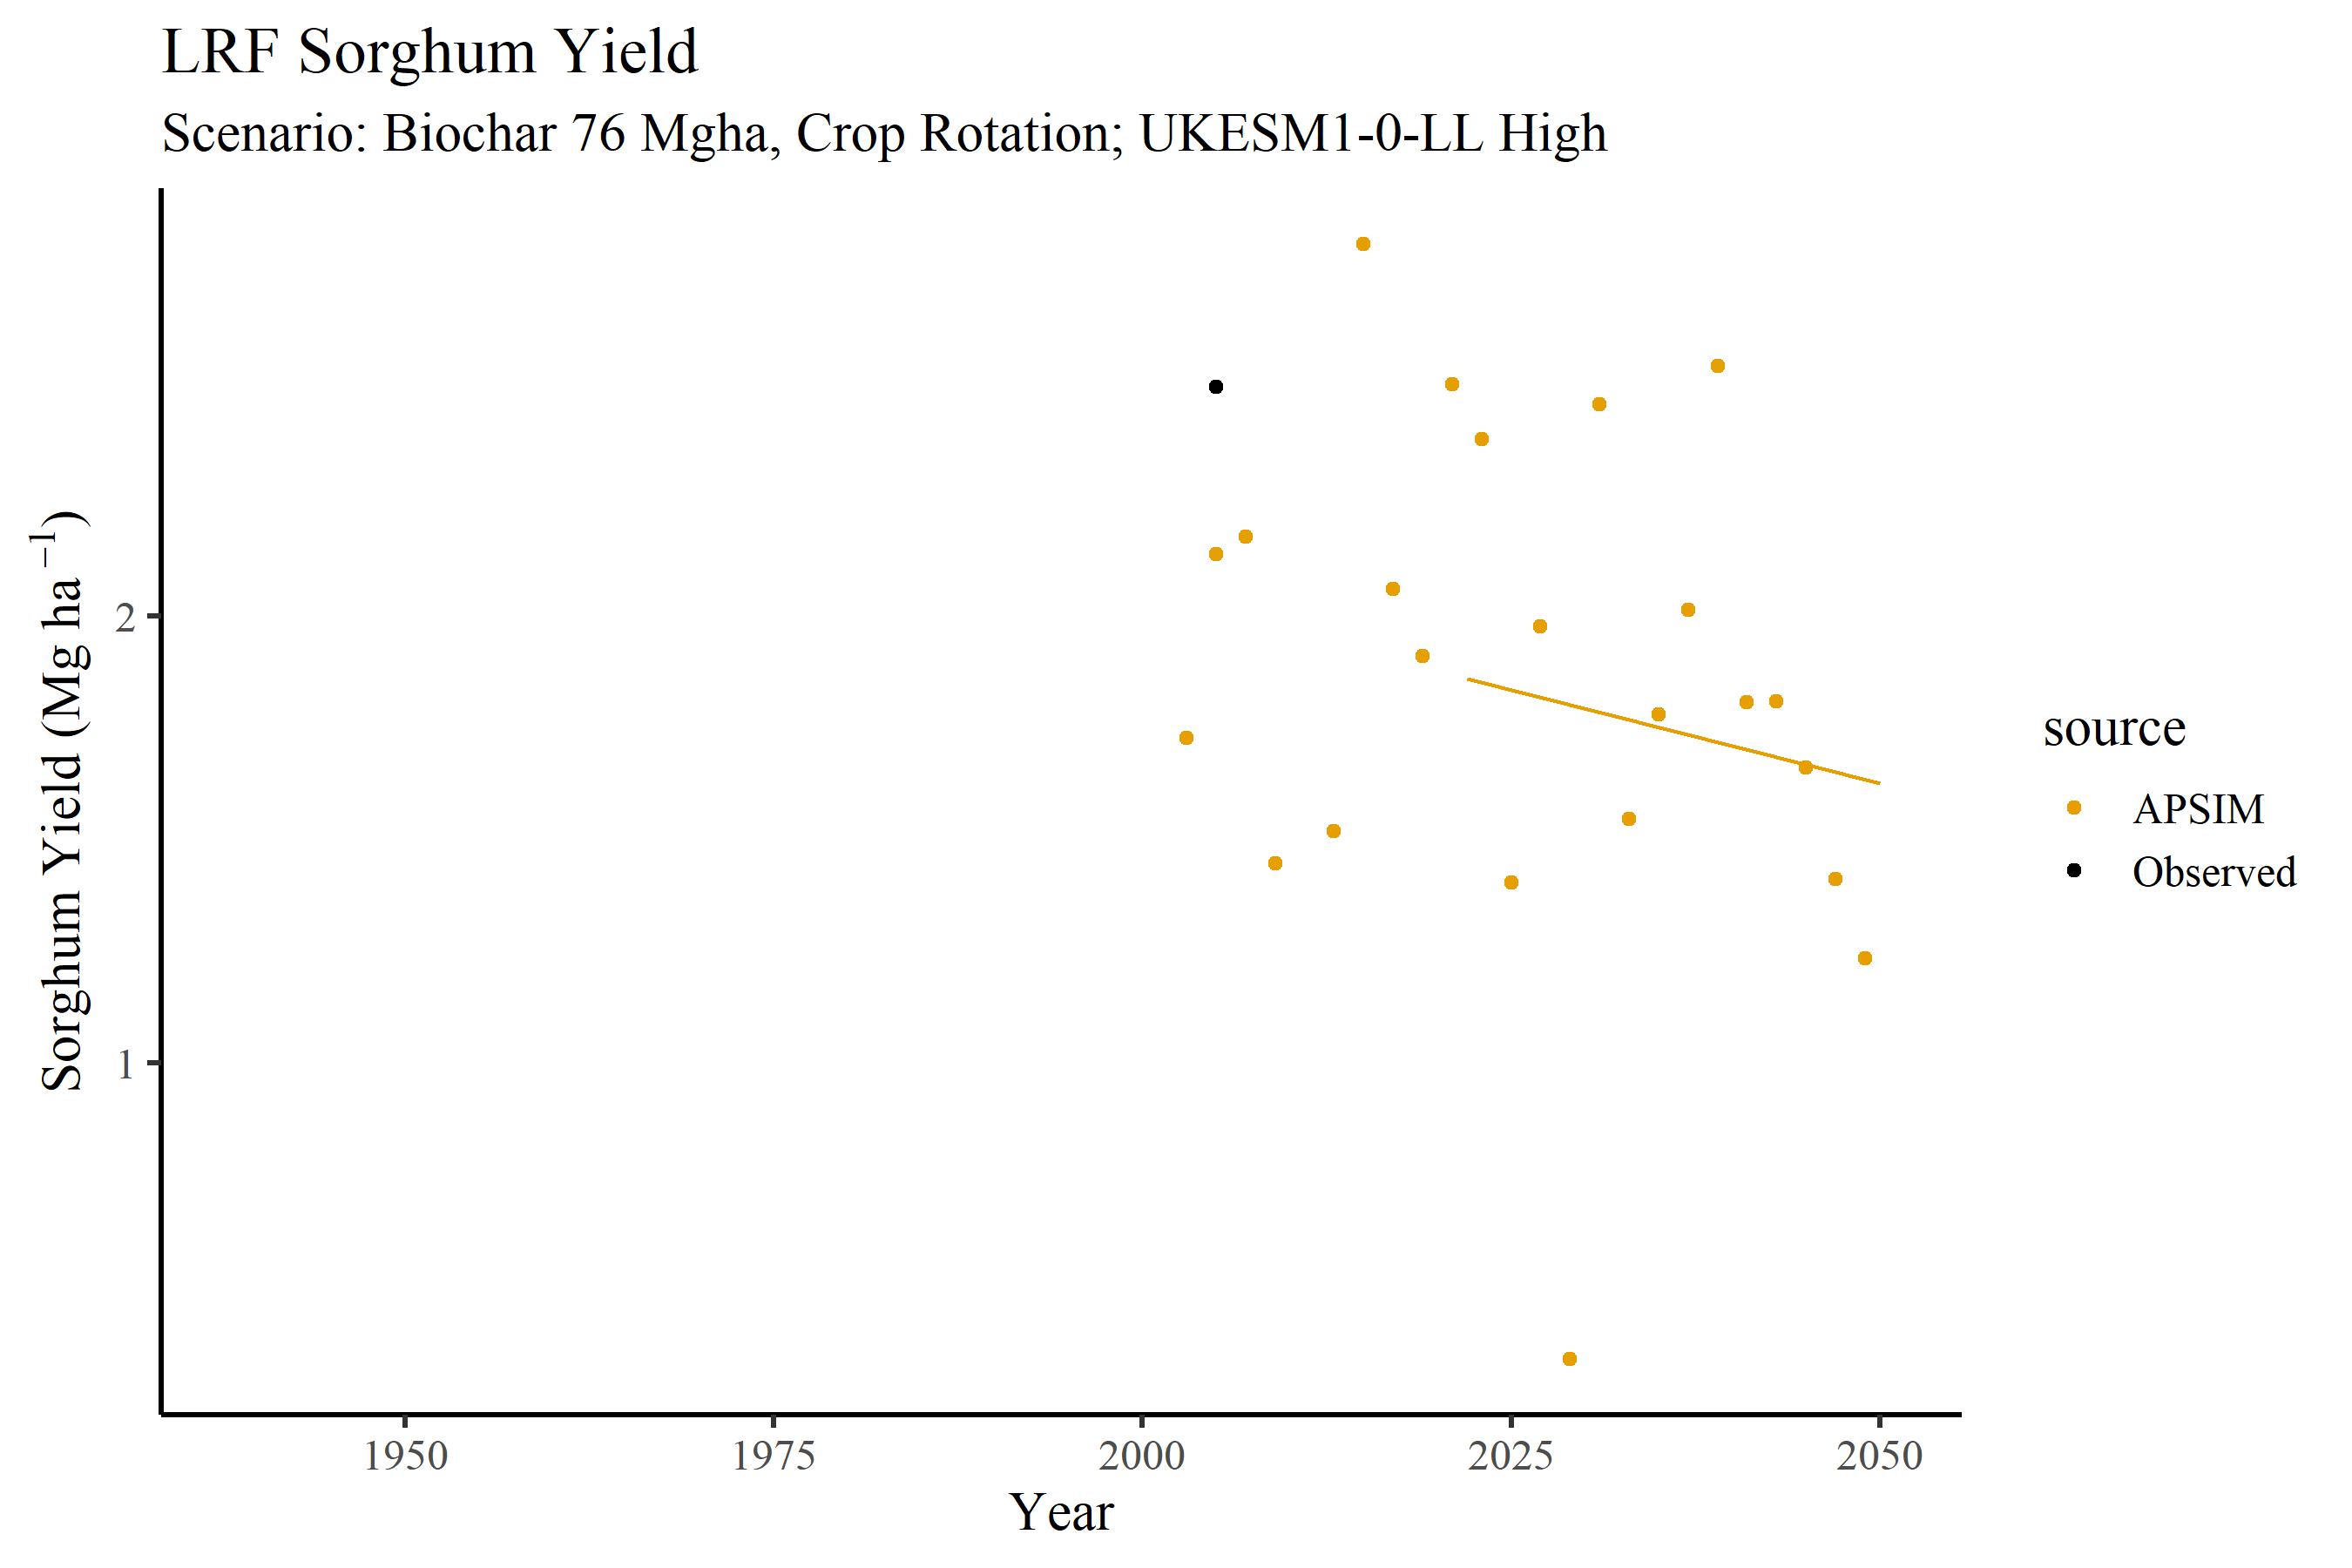 LRF Sorghum Yield
Scenario: Biochar 76 Mgha, Crop Rotation; UKESM1-0-LL High
Sorghum Yield (Mg ha⁻¹)
2
1
1950 1975 2000 2025 2050
Year
source
APSIM
Observed